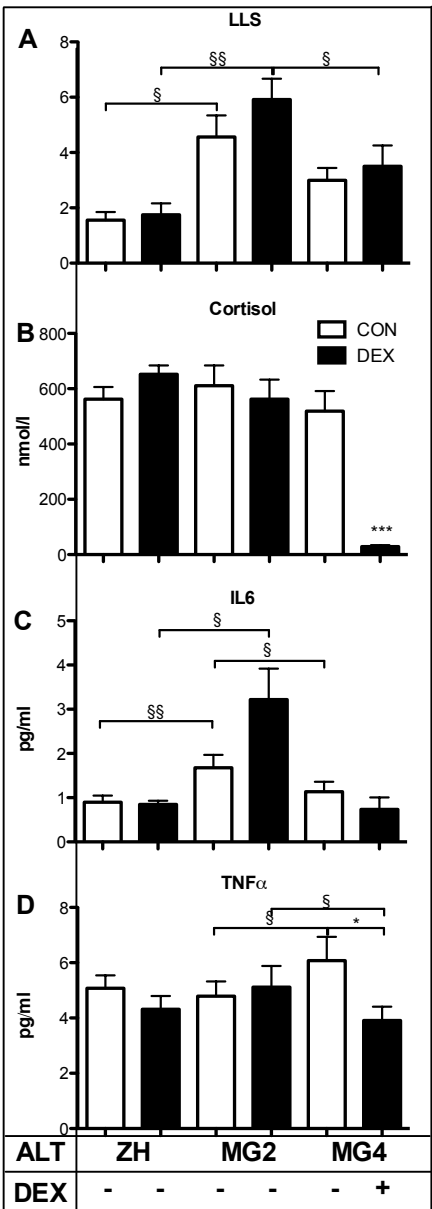 LLS
A
8
§§
§
6
§
4
2
0
Cortisol
B
800
CON
DEX
600
nmol/l
400
200
***
0
IL6
C
5
§
4
§
pg/ml
3
§§
2
1
0
TNFα
D
8
§
§
*
6
pg/ml
4
2
0
ALT ZH MG2 MG4
DEX - - - - - +